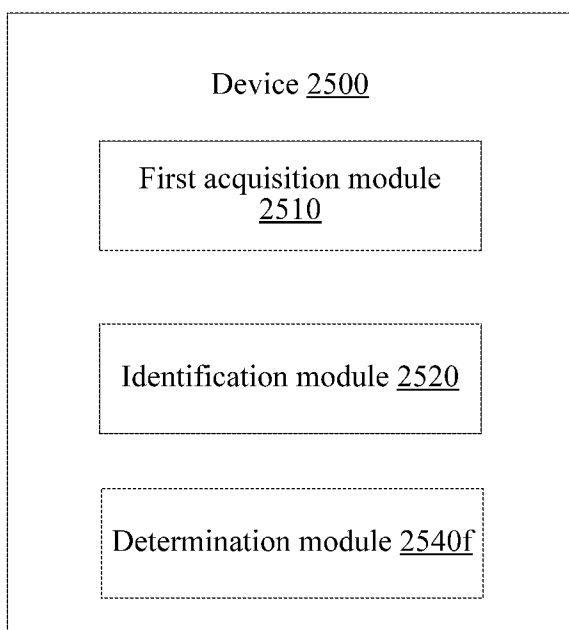 Device 2500
First acquisition module
2510
Identification module 2520
Determination module 2540f